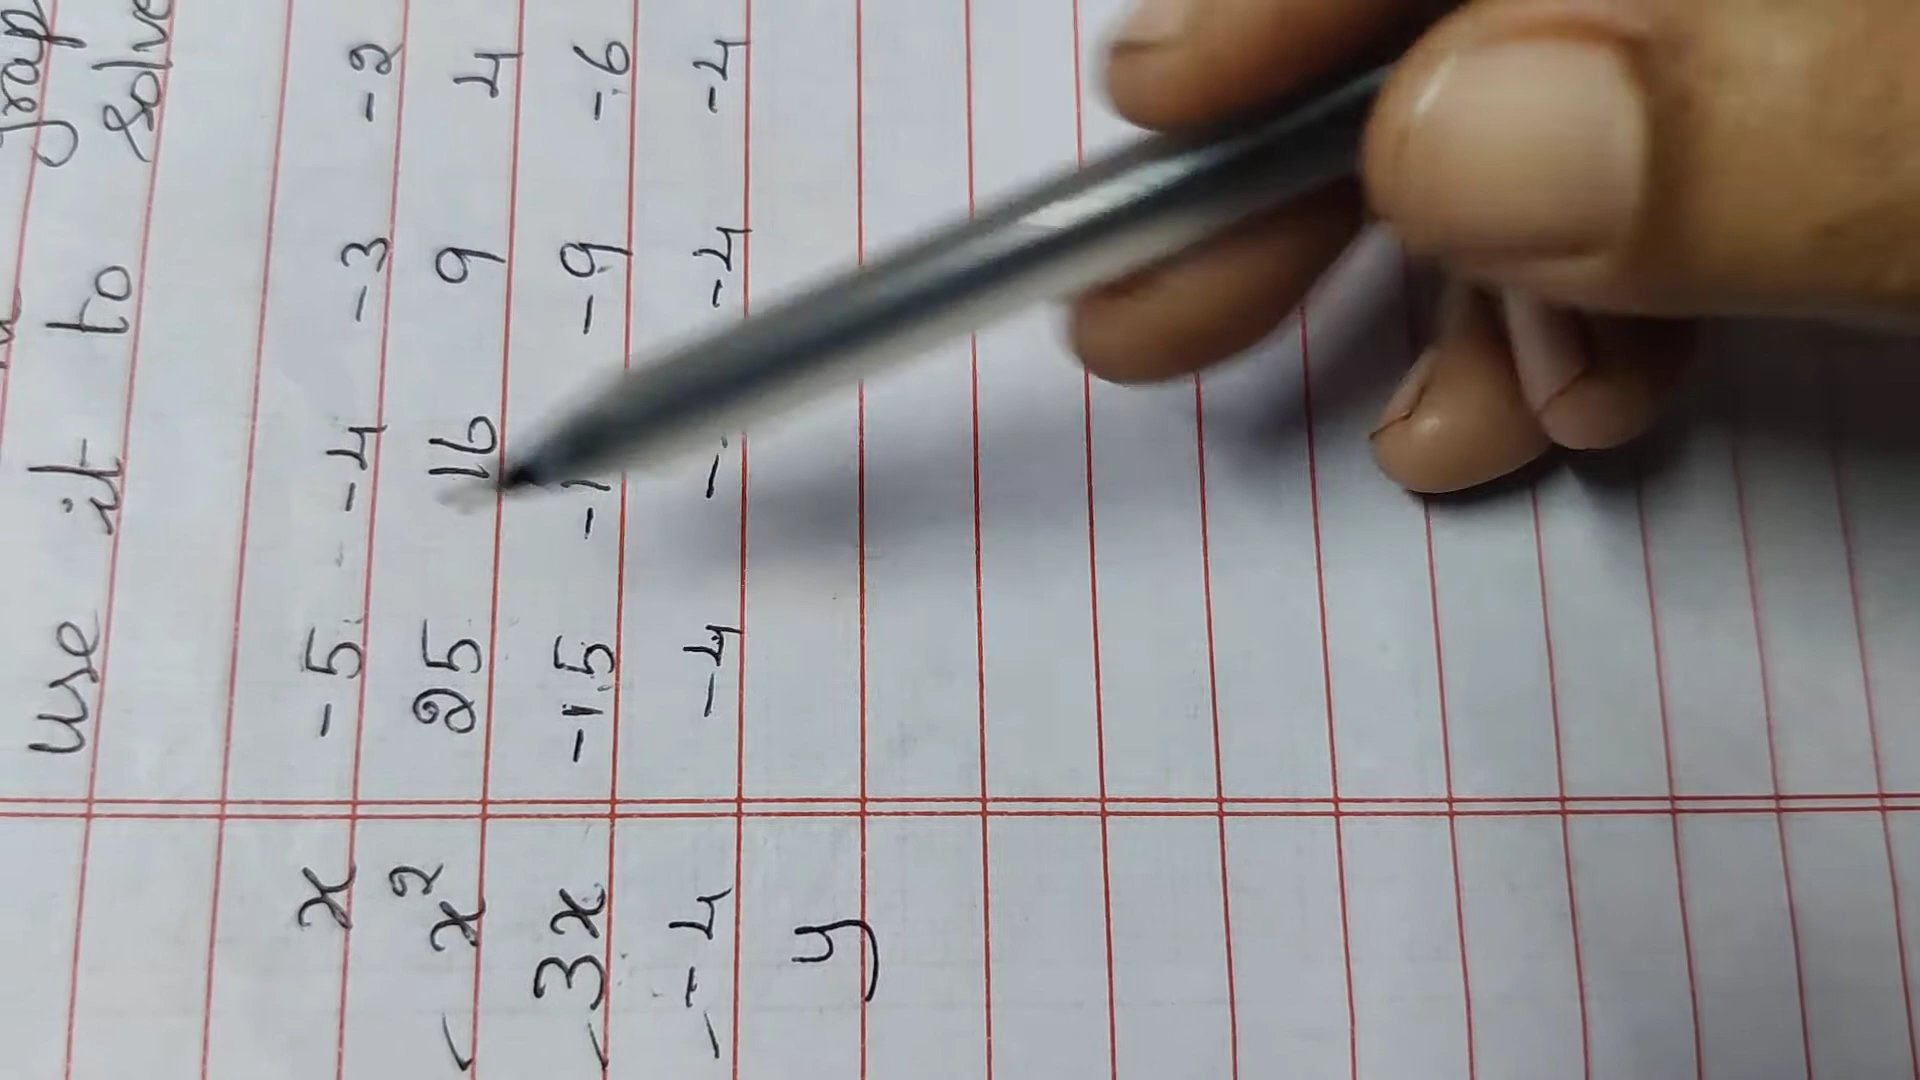 grap
use it to solve
x -5 -4 -3 -2
x² 25 16 9 4
3x -15 -9 -6
-4 -4 -4 -4
y